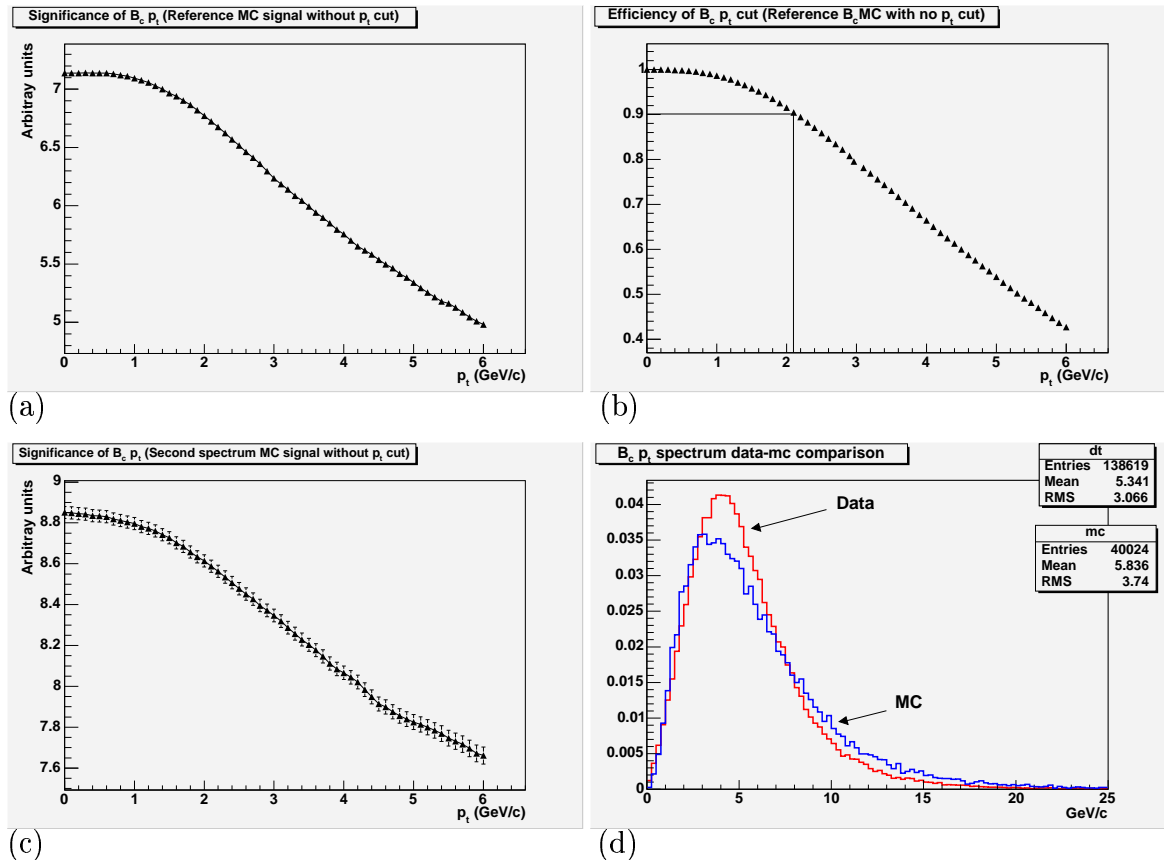 Significance of B_c p_t (Reference MC signal without p_t cut)
Arbitray units
7
6.5
6
5.5
5
0 1 2 3 4 5 6
p_t (GeV/c)
(a)
Efficiency of B_c p_t cut (Reference B_cMC with no p_t cut)
1
0.9
0.8
0.7
0.6
0.5
0.4
0 1 2 3 4 5 6
p_t (GeV/c)
(b)
Significance of B_c p_t (Second spectrum MC signal without p_t cut)
Arbitray units
9
8.8
8.6
8.4
8.2
8
7.8
7.6
0 1 2 3 4 5 6
p_t (GeV/c)
(c)
B_c p_t spectrum data-mc comparison
dt
Entries 138619
Mean 5.341
RMS 3.066
mc
Entries 40024
Mean 5.836
RMS 3.74
Data
MC
0.04
0.035
0.03
0.025
0.02
0.015
0.01
0.005
0
0 5 10 15 20 25
GeV/c
(d)